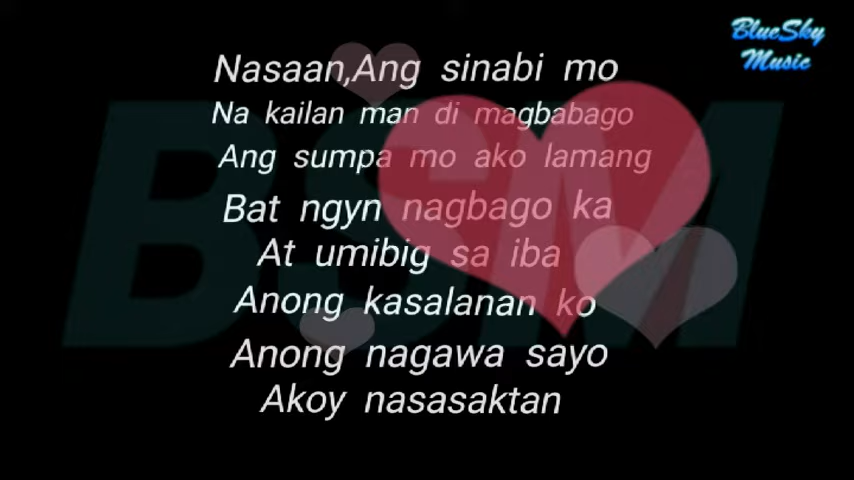 BlueSky
Music
Nasaan,Ang sinabi mo
Na kailan man di magbabago
Ang sumpa mo ako lamang
Bat ngyn nagbago ka
At umibig sa iba
Anong kasalanan ko
Anong nagawa sayo
Akoy nasasaktan
BSM